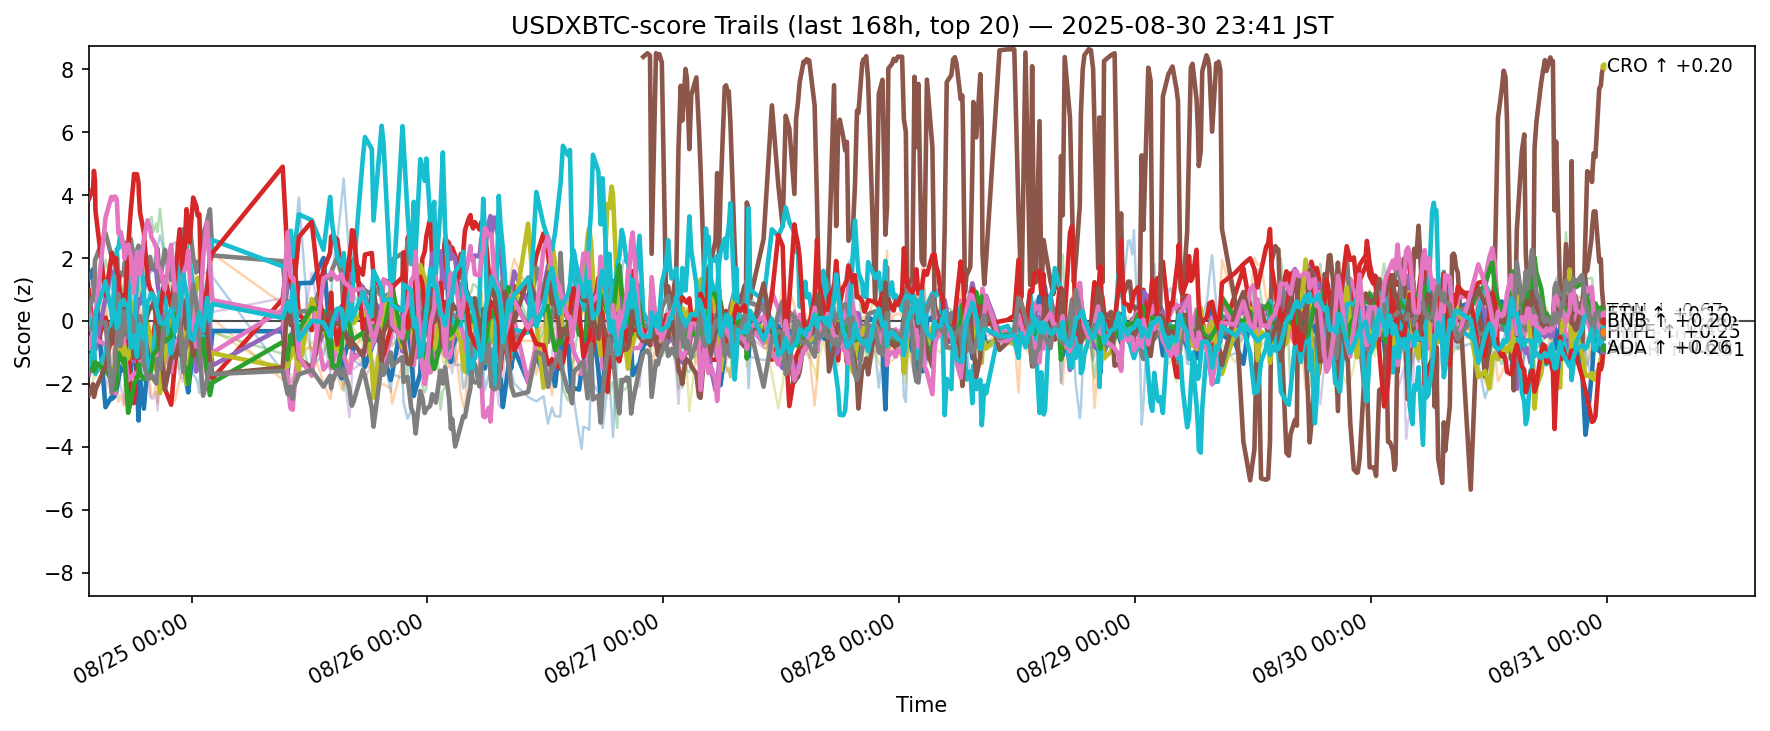 USDXBTC-score Trails (last 168h, top 20) — 2025-08-30 23:41 JST
Score (z)
8
6
4
2
0
−2
−4
−6
−8
CRO ↑ +0.20
BNB ↑ +0.20
ADA ↑ +0.26
08/25 00:00
08/26 00:00
08/27 00:00
08/28 00:00
08/29 00:00
08/30 00:00
08/31 00:00
Time